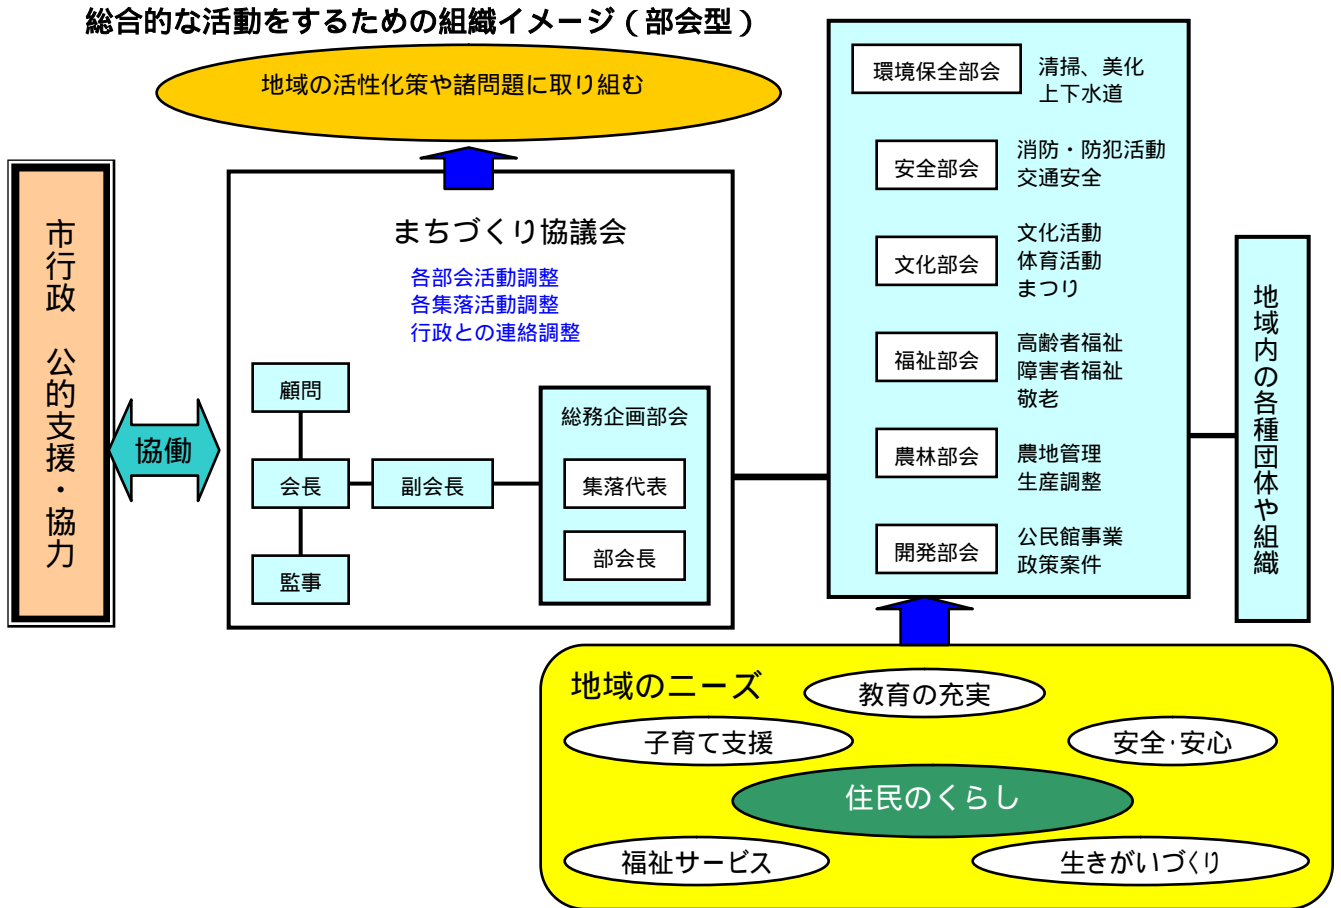 総合的な活動をするための組織イメージ（部会型）
地域の活性化策や諸問題に取り組む
市行政　公的支援・協力
協働
まちづくり協議会
各部会活動調整
各集落活動調整
行政との連絡調整
顧問
会長
副会長
監事
総務企画部会
集落代表
部会長
環境保全部会
清掃、美化
上下水道
安全部会
消防・防犯活動
交通安全
文化部会
文化活動
体育活動
まつり
福祉部会
高齢者福祉
障害者福祉
敬老
農林部会
農地管理
生産調整
開発部会
公民館事業
政策案件
地域内の各種団体や組織
地域のニーズ
教育の充実
子育て支援
安全・安心
住民のくらし
福祉サービス
生きがいづくり